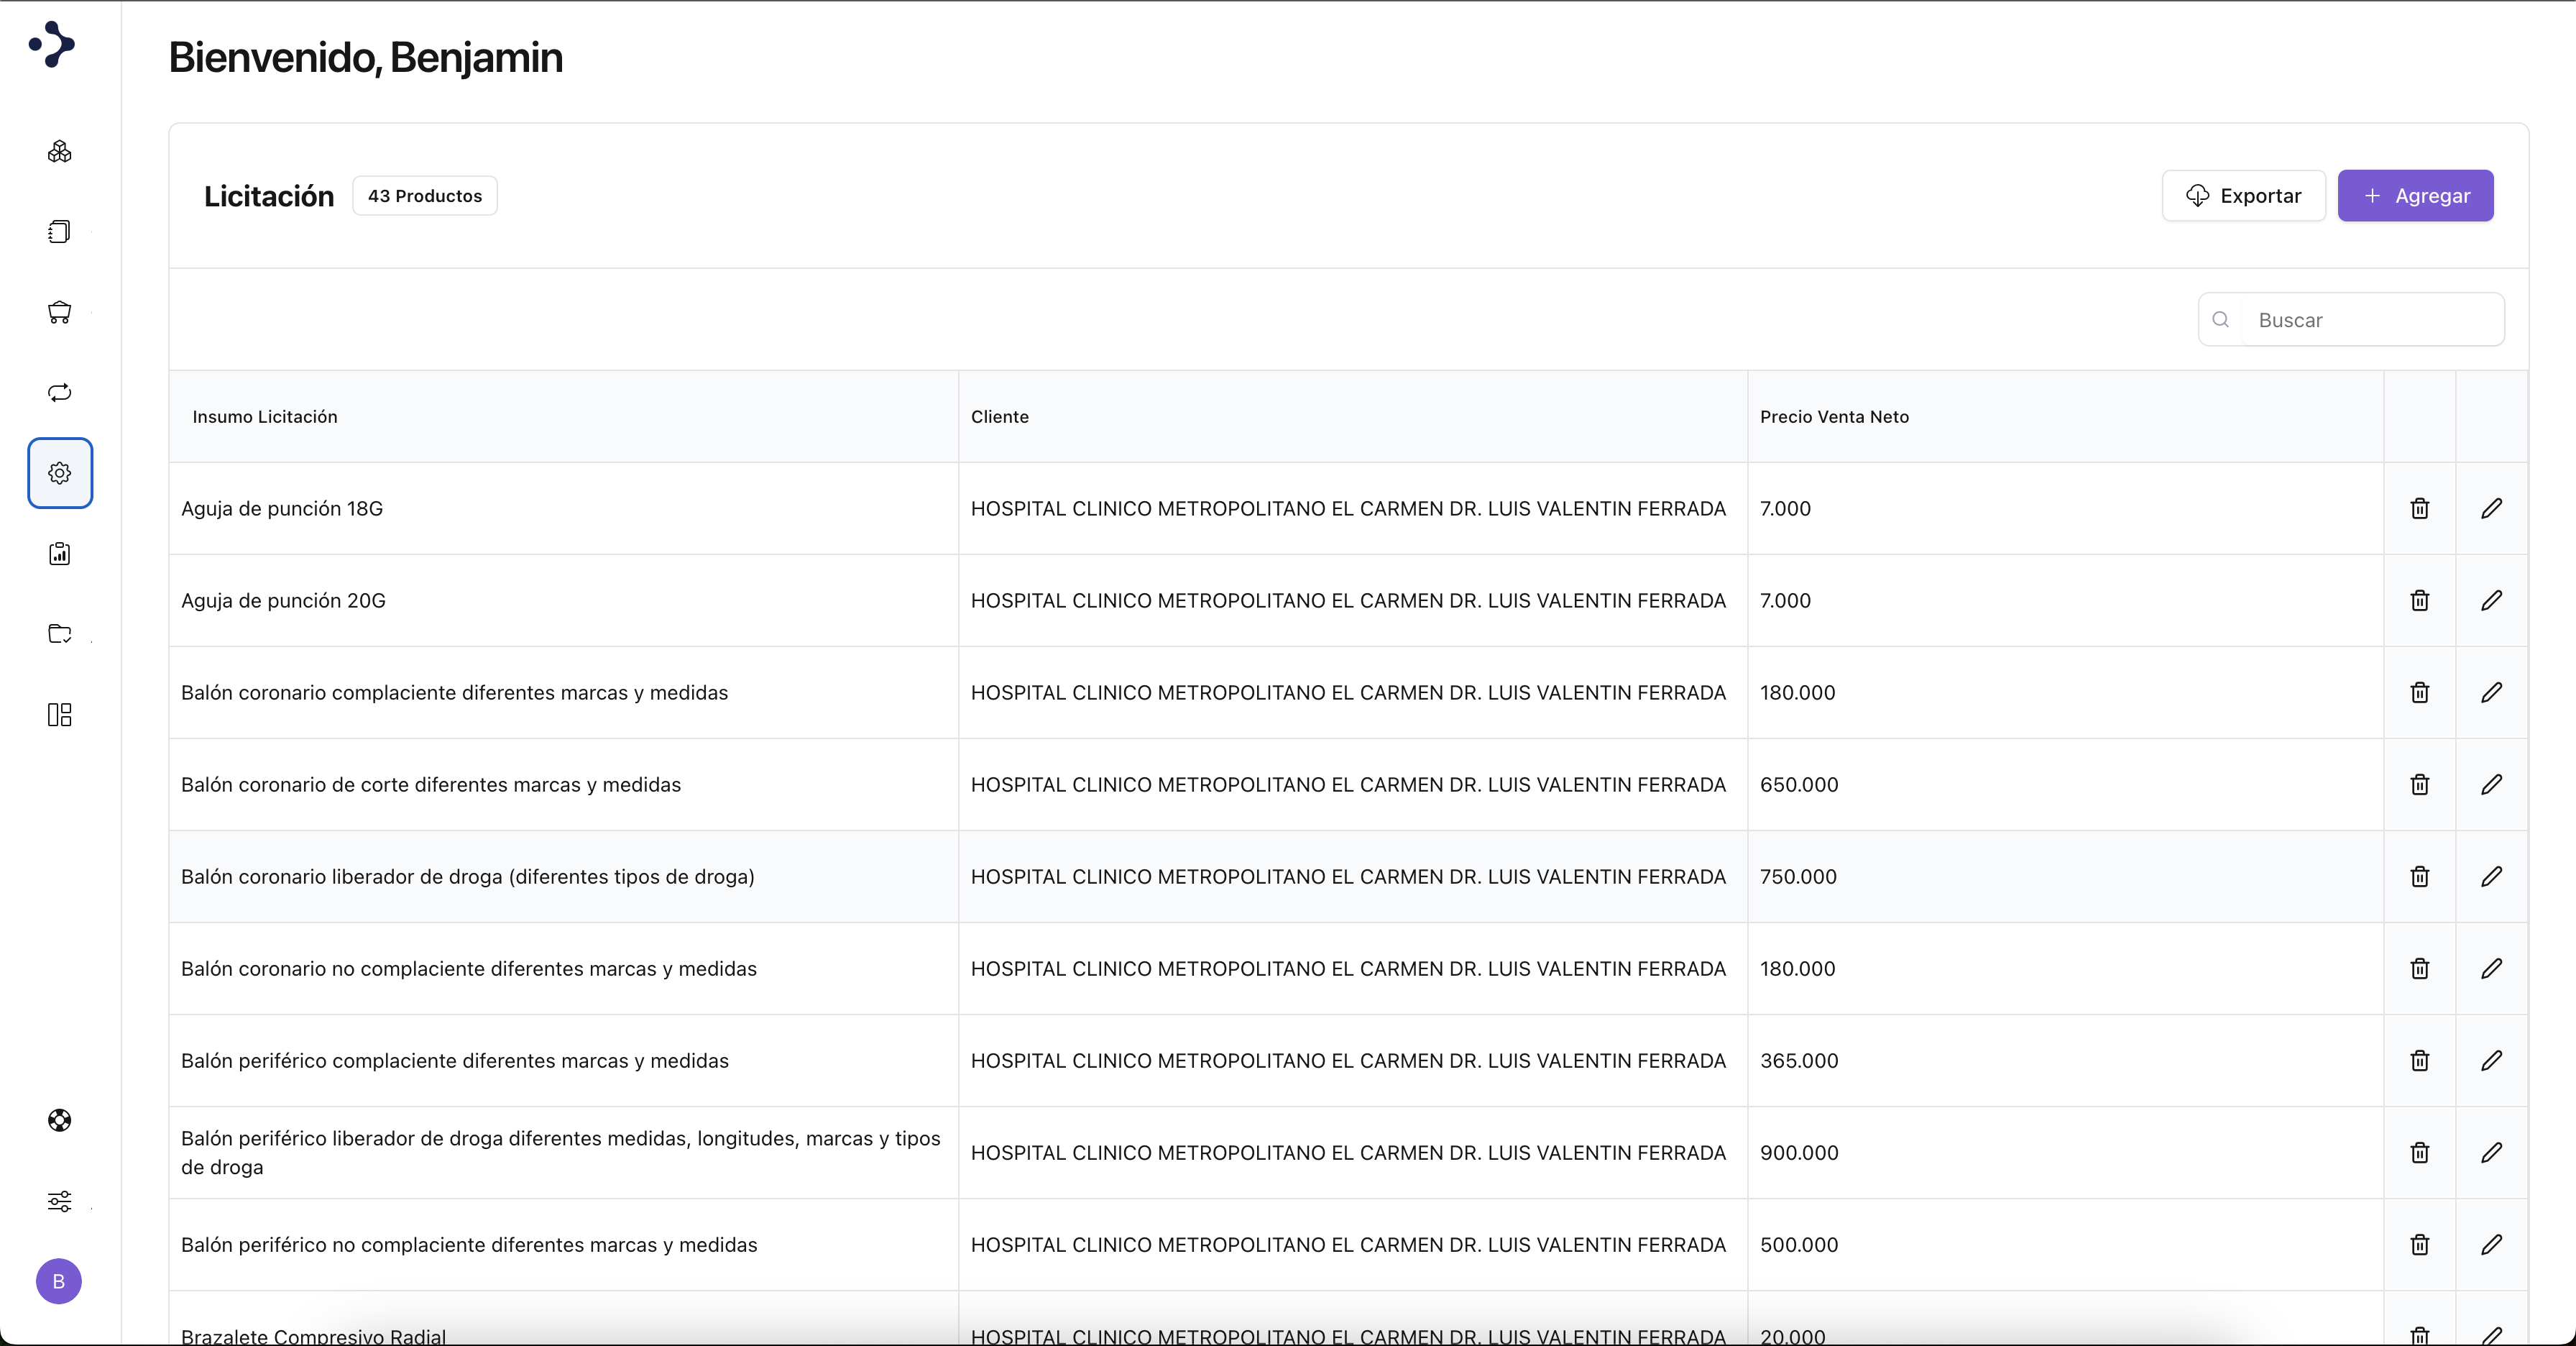 Bienvenido, Benjamin
Licitación
43 Productos
Exportar
Agregar
Buscar
Insumo Licitación
Cliente
Precio Venta Neto
Aguja de punción 18G
HOSPITAL CLINICO METROPOLITANO EL CARMEN DR. LUIS VALENTIN FERRADA
7.000
Aguja de punción 20G
HOSPITAL CLINICO METROPOLITANO EL CARMEN DR. LUIS VALENTIN FERRADA
7.000
Balón coronario complaciente diferentes marcas y medidas
HOSPITAL CLINICO METROPOLITANO EL CARMEN DR. LUIS VALENTIN FERRADA
180.000
Balón coronario de corte diferentes marcas y medidas
HOSPITAL CLINICO METROPOLITANO EL CARMEN DR. LUIS VALENTIN FERRADA
650.000
Balón coronario liberador de droga (diferentes tipos de droga)
HOSPITAL CLINICO METROPOLITANO EL CARMEN DR. LUIS VALENTIN FERRADA
750.000
Balón coronario no complaciente diferentes marcas y medidas
HOSPITAL CLINICO METROPOLITANO EL CARMEN DR. LUIS VALENTIN FERRADA
180.000
Balón periférico complaciente diferentes marcas y medidas
HOSPITAL CLINICO METROPOLITANO EL CARMEN DR. LUIS VALENTIN FERRADA
365.000
Balón periférico liberador de droga diferentes medidas, longitudes, marcas y tipos
de droga
HOSPITAL CLINICO METROPOLITANO EL CARMEN DR. LUIS VALENTIN FERRADA
900.000
Balón periférico no complaciente diferentes marcas y medidas
HOSPITAL CLINICO METROPOLITANO EL CARMEN DR. LUIS VALENTIN FERRADA
500.000
Brazalete Compresivo Radial
HOSPITAL CLINICO METROPOLITANO EL CARMEN DR. LUIS VALENTIN FERRADA
20.000
B